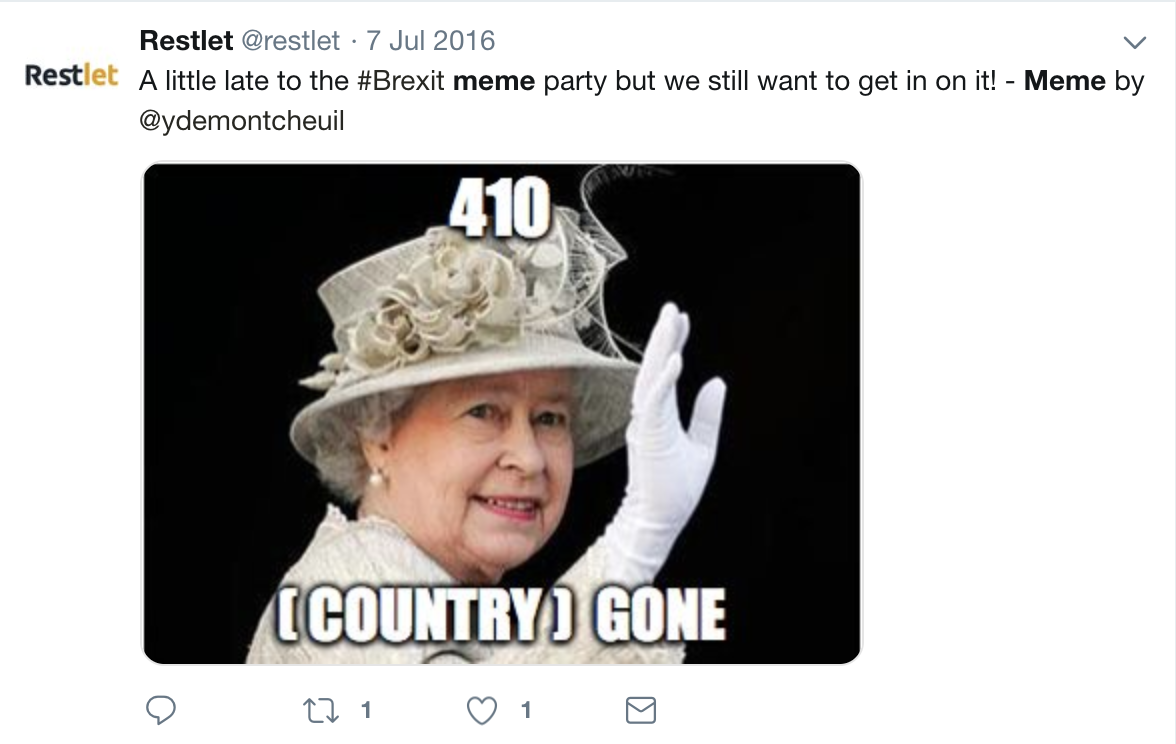 Restlet @restlet · 7 Jul 2016
Restlet
A little late to the #Brexit meme party but we still want to get in on it! - Meme by
@ydemontcheuil
410
(COUNTRY) GONE
1 1